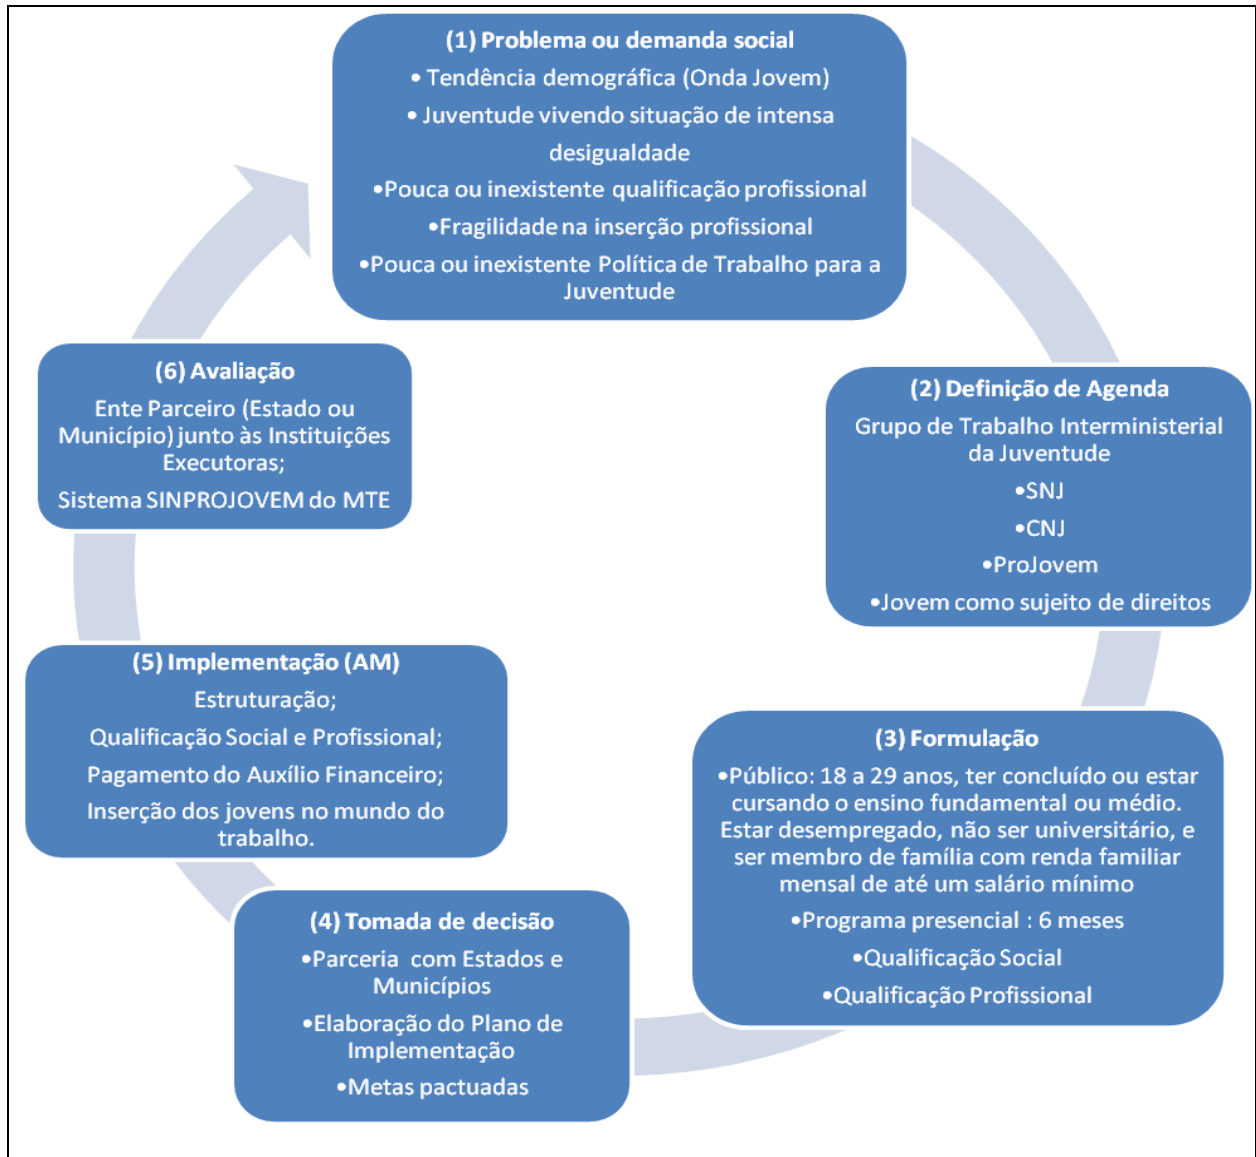 (1) Problema ou demanda social
• Tendência demográfica (Onda Jovem)
• Juventude vivendo situação de intensa
desigualdade
•Pouca ou inexistente qualificação profissional
•Fragilidade na inserção profissional
•Pouca ou inexistente Política de Trabalho para a
Juventude
(2) Definição de Agenda
Grupo de Trabalho Interministerial
da Juventude
•SNJ
•CNJ
•ProJovem
•Jovem como sujeito de direitos
(3) Formulação
•Público: 18 a 29 anos, ter concluído ou estar
cursando o ensino fundamental ou médio.
Estar desempregado, não ser universitário, e
ser membro de família com renda familiar
mensal de até um salário mínimo
•Programa presencial : 6 meses
•Qualificação Social
•Qualificação Profissional
(4) Tomada de decisão
•Parceria com Estados e
Municípios
•Elaboração do Plano de
Implementação
•Metas pactuadas
(5) Implementação (AM)
Estruturação;
Qualificação Social e Profissional;
Pagamento do Auxílio Financeiro;
Inserção dos jovens no mundo do
trabalho.
(6) Avaliação
Ente Parceiro (Estado ou
Município) junto às Instituições
Executoras;
Sistema SINPROJOVEM do MTE